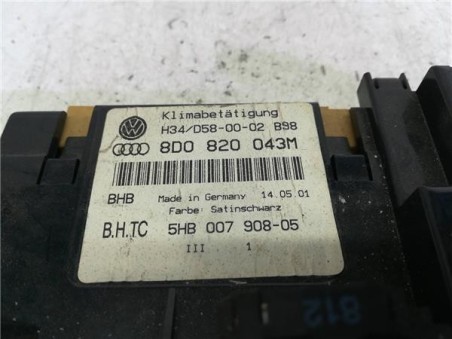 Klimabetätigung
H34/D58-00-02 B98
8D0 820 043M
BHB Made in Germany 14.05.01
Farbe: Satinschwarz
B.H.TC 5HB 007 908-05
III 1
812